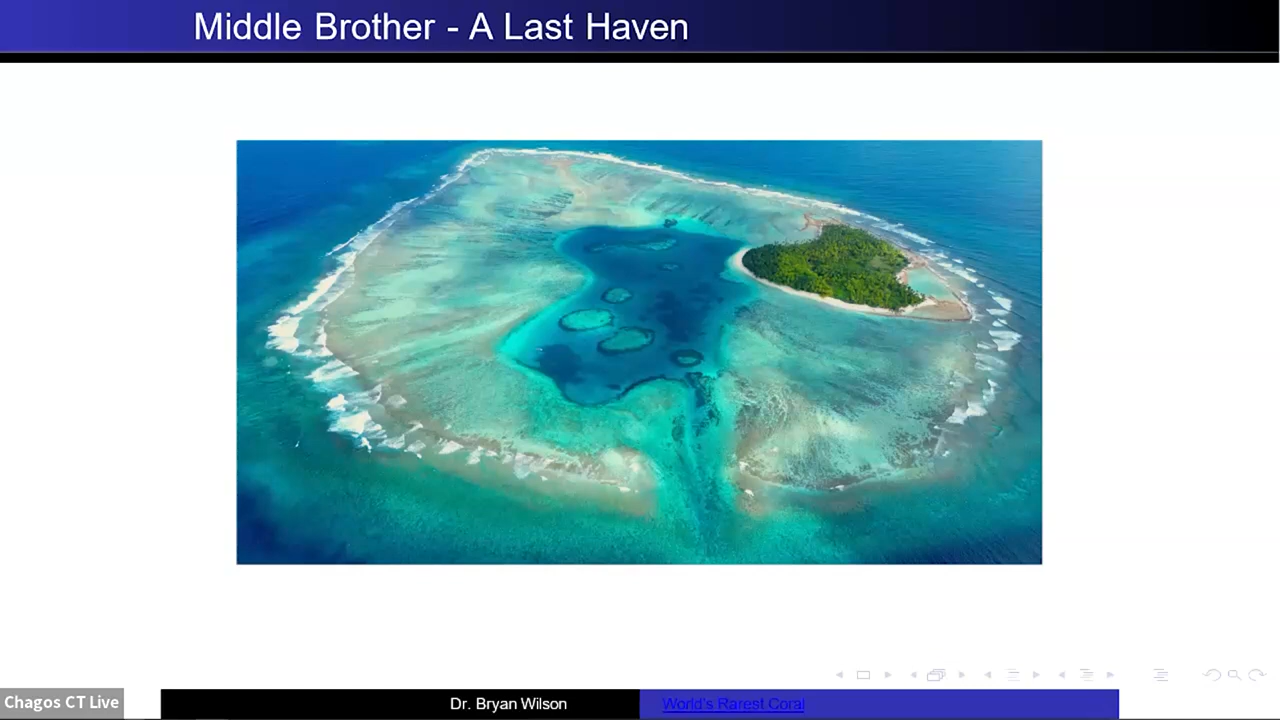 Middle Brother - A Last Haven
Chagos CT Live
Dr. Bryan Wilson
World's Rarest Coral